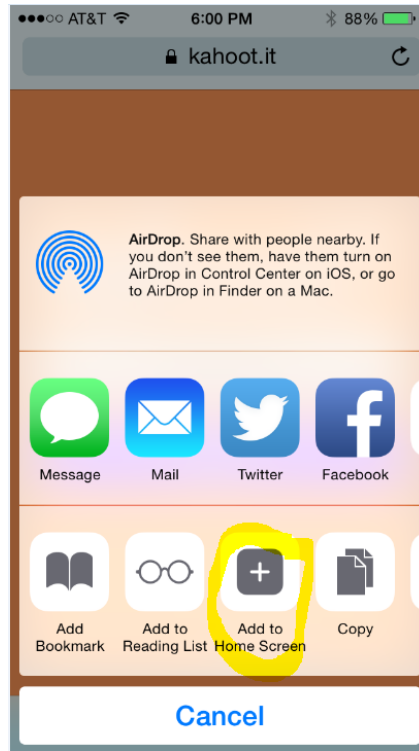 AT&T 6:00 PM 88%
kahoot.it
AirDrop. Share with people nearby. If
you don't see them, have them turn on
AirDrop in Control Center on iOS, or go
to AirDrop in Finder on a Mac.
Message Mail Twitter Facebook
Add Add to Add to Copy
Bookmark Reading List Home Screen
Cancel